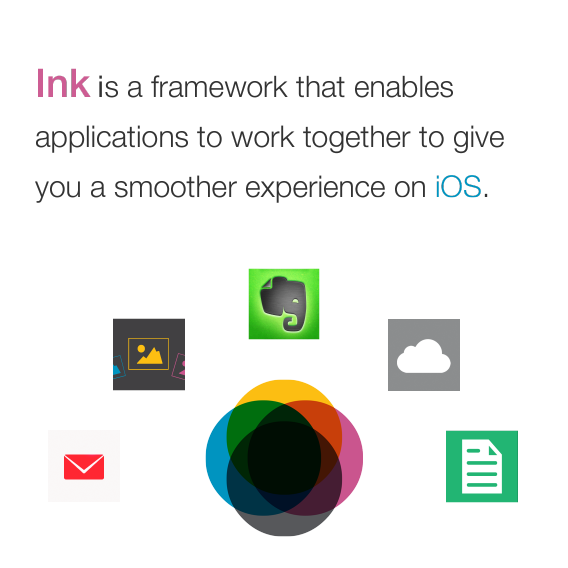 Ink is a framework that enables
applications to work together to give
you a smoother experience on iOS.